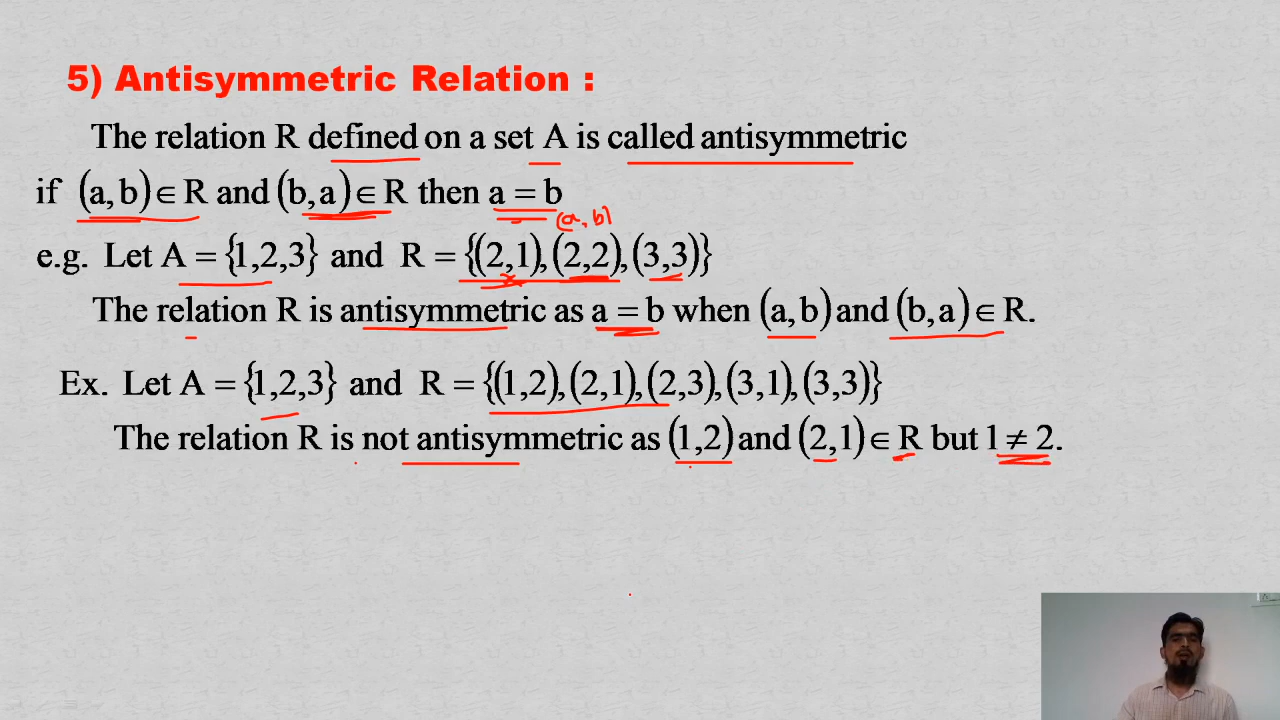 5) Antisymmetric Relation :
The relation R defined on a set A is called antisymmetric
if (a,b)∈R and (b,a)∈R then a = b
(a,b)
e.g. Let A = {1,2,3} and R = {(2,1),(2,2),(3,3)}
The relation R is antisymmetric as a = b when (a,b) and (b,a)∈R.
Ex. Let A = {1,2,3} and R = {(1,2),(2,1),(2,3),(3,1),(3,3)}
The relation R is not antisymmetric as (1,2) and (2,1)∈R but 1 ≠ 2.